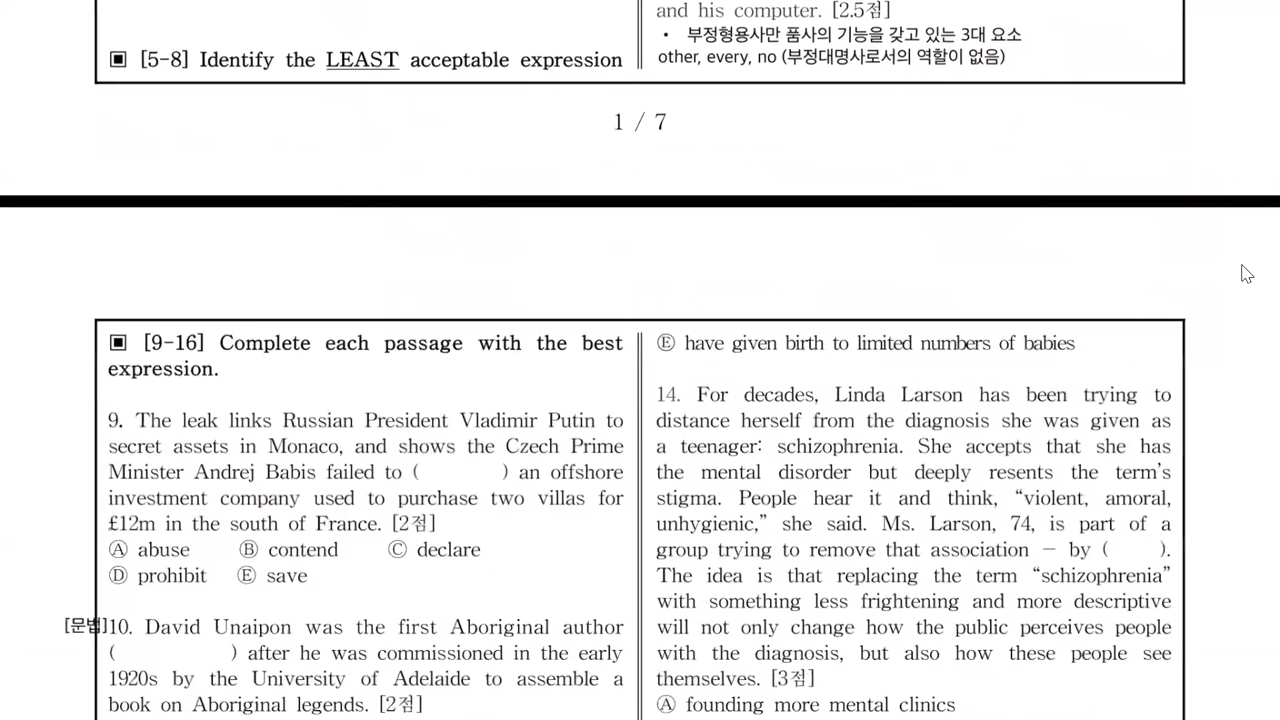 ▣ [5-8] Identify the LEAST acceptable expression
and his computer. [2.5점]
• 부정형용사만 품사의 기능을 갖고 있는 3대 요소
other, every, no (부정대명사로서의 역할이 없음)
1 / 7
▣ [9-16] Complete each passage with the best
expression.
9. The leak links Russian President Vladimir Putin to
secret assets in Monaco, and shows the Czech Prime
Minister Andrej Babis failed to ( ) an offshore
investment company used to purchase two villas for
£12m in the south of France. [2점]
Ⓐ abuse Ⓑ contend Ⓒ declare
Ⓓ prohibit Ⓔ save
[문법]10. David Unaipon was the first Aboriginal author
( ) after he was commissioned in the early
1920s by the University of Adelaide to assemble a
book on Aboriginal legends. [2점]
Ⓔ have given birth to limited numbers of babies
14. For decades, Linda Larson has been trying to
distance herself from the diagnosis she was given as
a teenager: schizophrenia. She accepts that she has
the mental disorder but deeply resents the term's
stigma. People hear it and think, “violent, amoral,
unhygienic,” she said. Ms. Larson, 74, is part of a
group trying to remove that association − by ( ).
The idea is that replacing the term “schizophrenia”
with something less frightening and more descriptive
will not only change how the public perceives people
with the diagnosis, but also how these people see
themselves. [3점]
Ⓐ founding more mental clinics